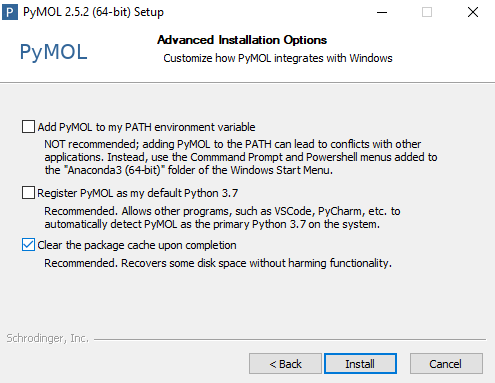 PyMOL 2.5.2 (64-bit) Setup
PyMOL
Advanced Installation Options
Customize how PyMOL integrates with Windows
Add PyMOL to my PATH environment variable
NOT recommended; adding PyMOL to the PATH can lead to conflicts with other
applications. Instead, use the Commmand Prompt and Powershell menus added
to the "Anaconda3 (64-bit)" folder of the Windows Start Menu.
Register PyMOL as my default Python 3.7
Recommended. Allows other programs, such as VSCode, PyCharm, etc. to
automatically detect PyMOL as the primary Python 3.7 on the system.
Clear the package cache upon completion
Recommended. Recovers some disk space without harming functionality.
Schrodinger, Inc.
< Back Install Cancel